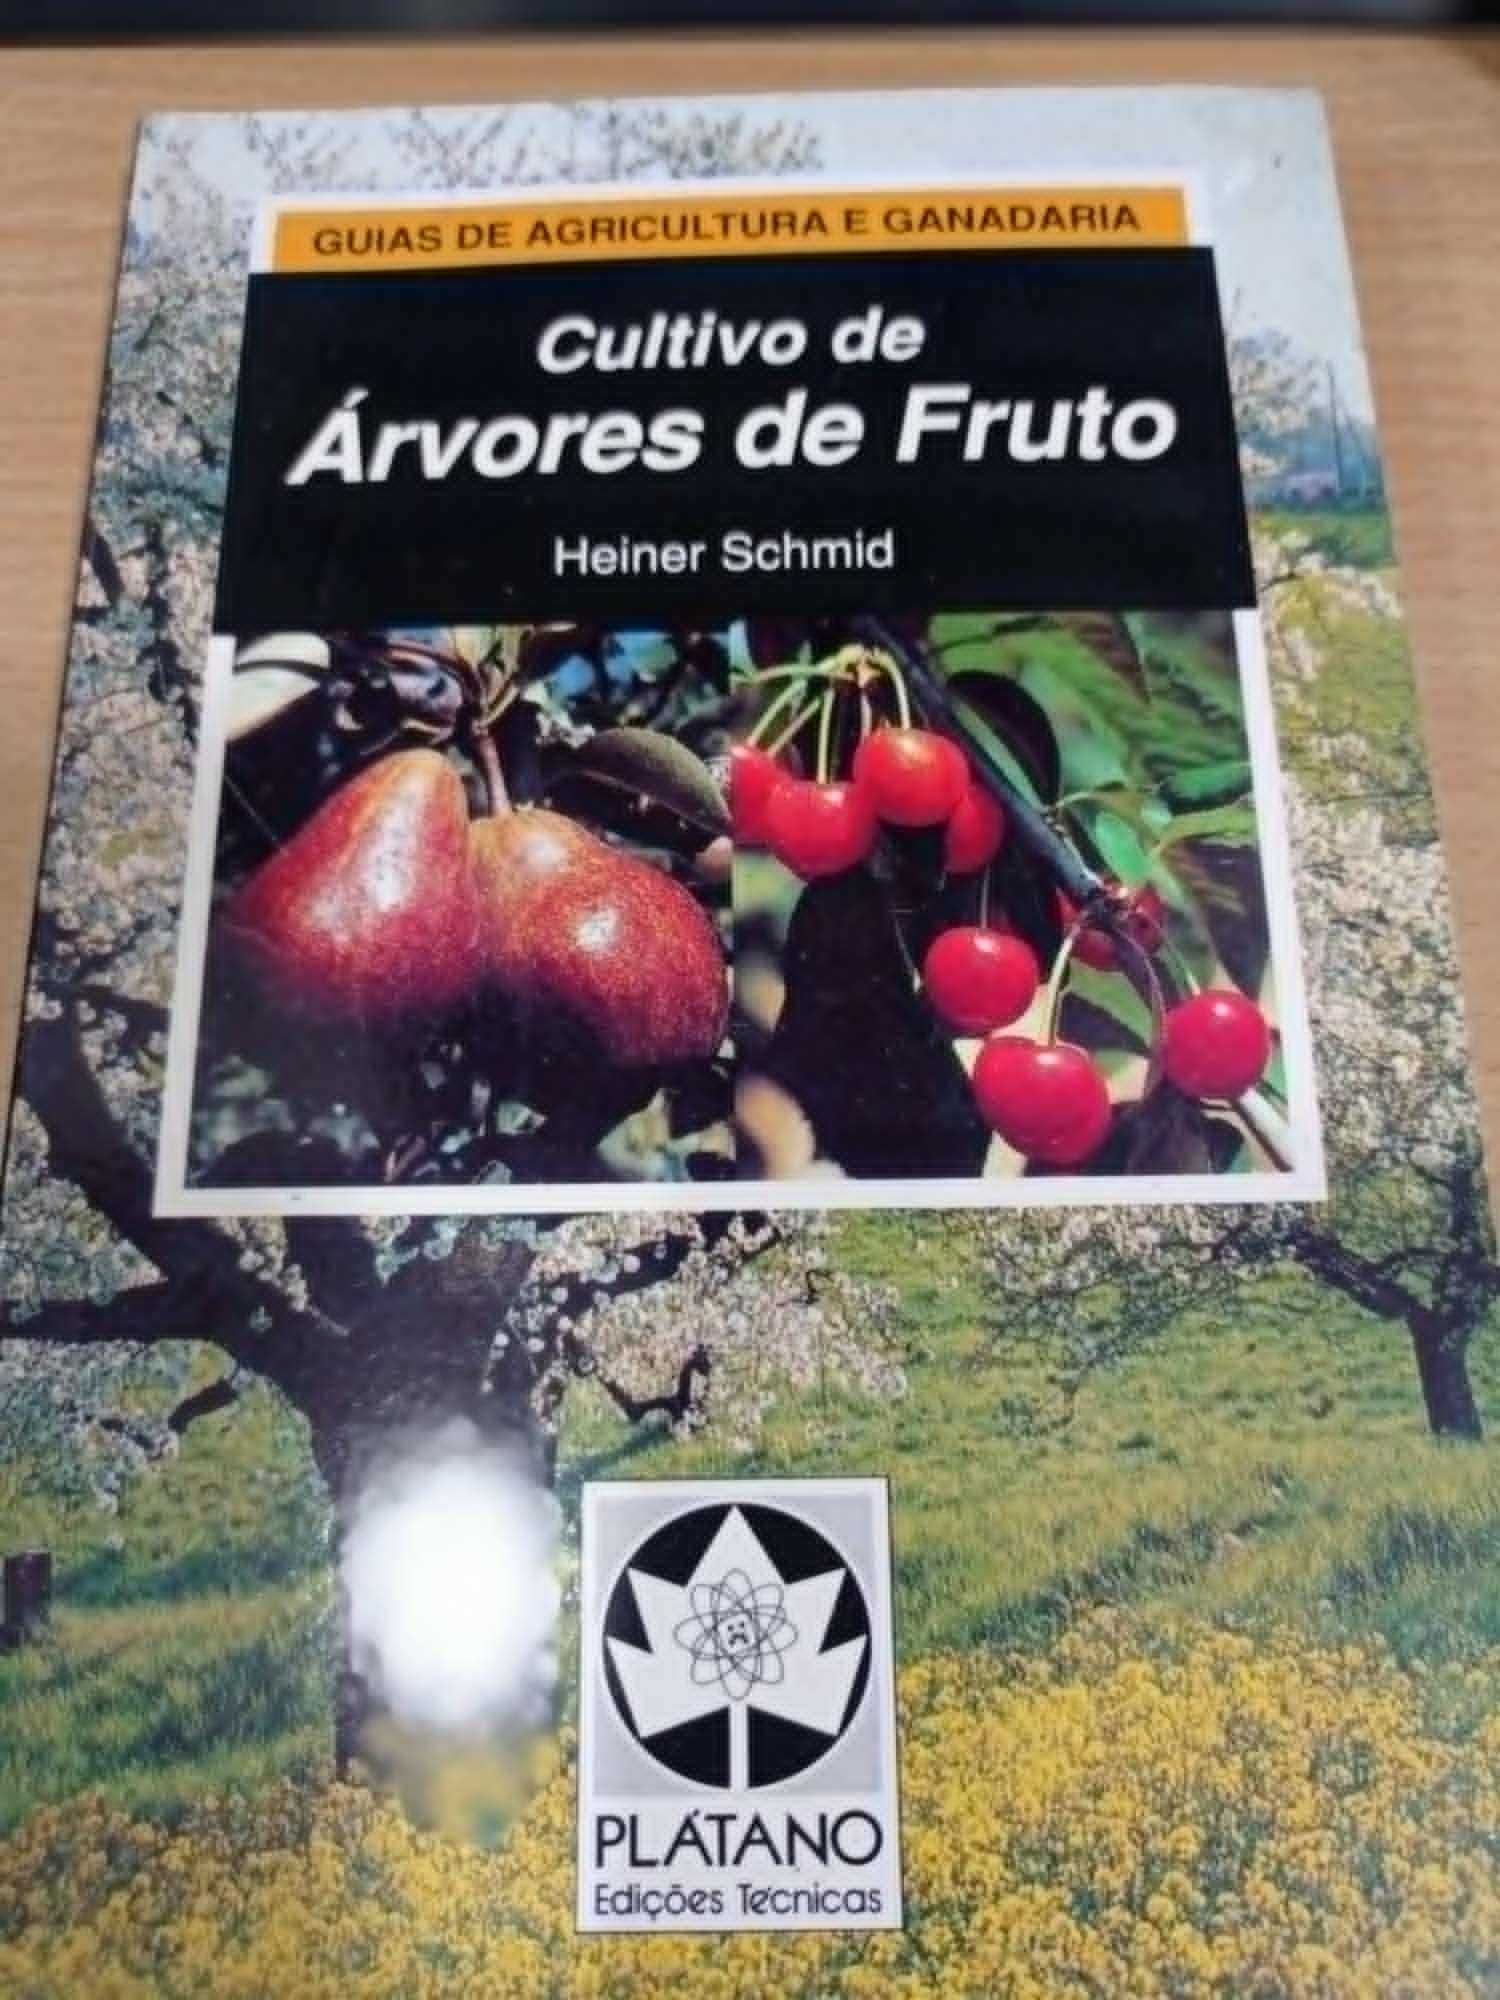 GUIAS DE AGRICULTURA E GANADARIA
Cultivo de
Árvores de Fruto
Heiner Schmid
PLÁTANO
Edições Técnicas